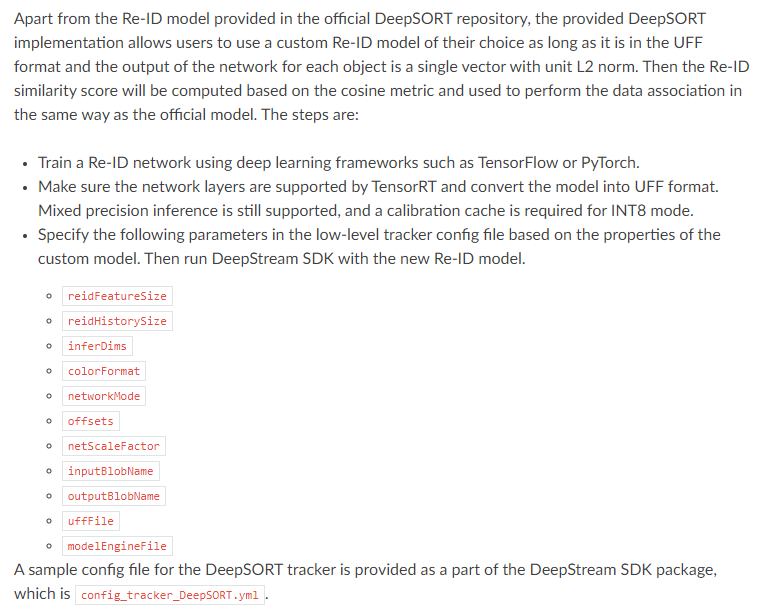 Apart from the Re-ID model provided in the official DeepSORT repository, the provided DeepSORT
implementation allows users to use a custom Re-ID model of their choice as long as it is in the UFF
format and the output of the network for each object is a single vector with unit L2 norm. Then the Re-ID
similarity score will be computed based on the cosine metric and used to perform the data association in
the same way as the official model. The steps are:
• Train a Re-ID network using deep learning frameworks such as TensorFlow or PyTorch.
• Make sure the network layers are supported by TensorRT and convert the model into UFF format.
Mixed precision inference is still supported, and a calibration cache is required for INT8 mode.
• Specify the following parameters in the low-level tracker config file based on the properties of the
custom model. Then run DeepStream SDK with the new Re-ID model.
◦ reidFeatureSize
◦ reidHistorySize
◦ inferDims
◦ colorFormat
◦ networkMode
◦ offsets
◦ netScaleFactor
◦ inputBlobName
◦ outputBlobName
◦ uffFile
◦ modelEngineFile
A sample config file for the DeepSORT tracker is provided as a part of the DeepStream SDK package,
which is config_tracker_DeepSORT.yml .